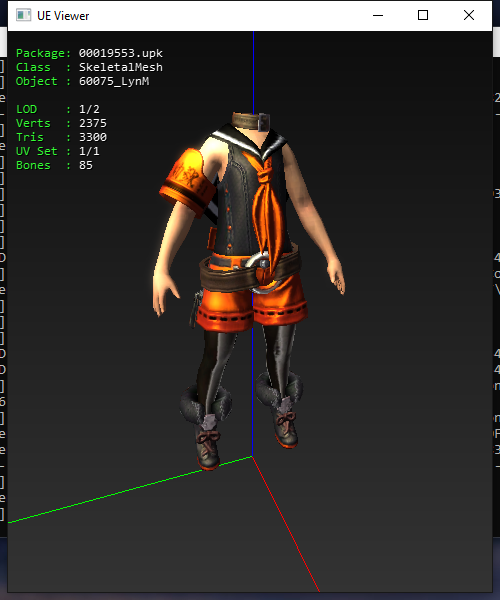 UE Viewer
Package: 00019553.upk
Class : SkeletalMesh
Object : 60075_LynM
LOD : 1/2
Verts : 2375
Tris : 3300
UV Set : 1/1
Bones : 85